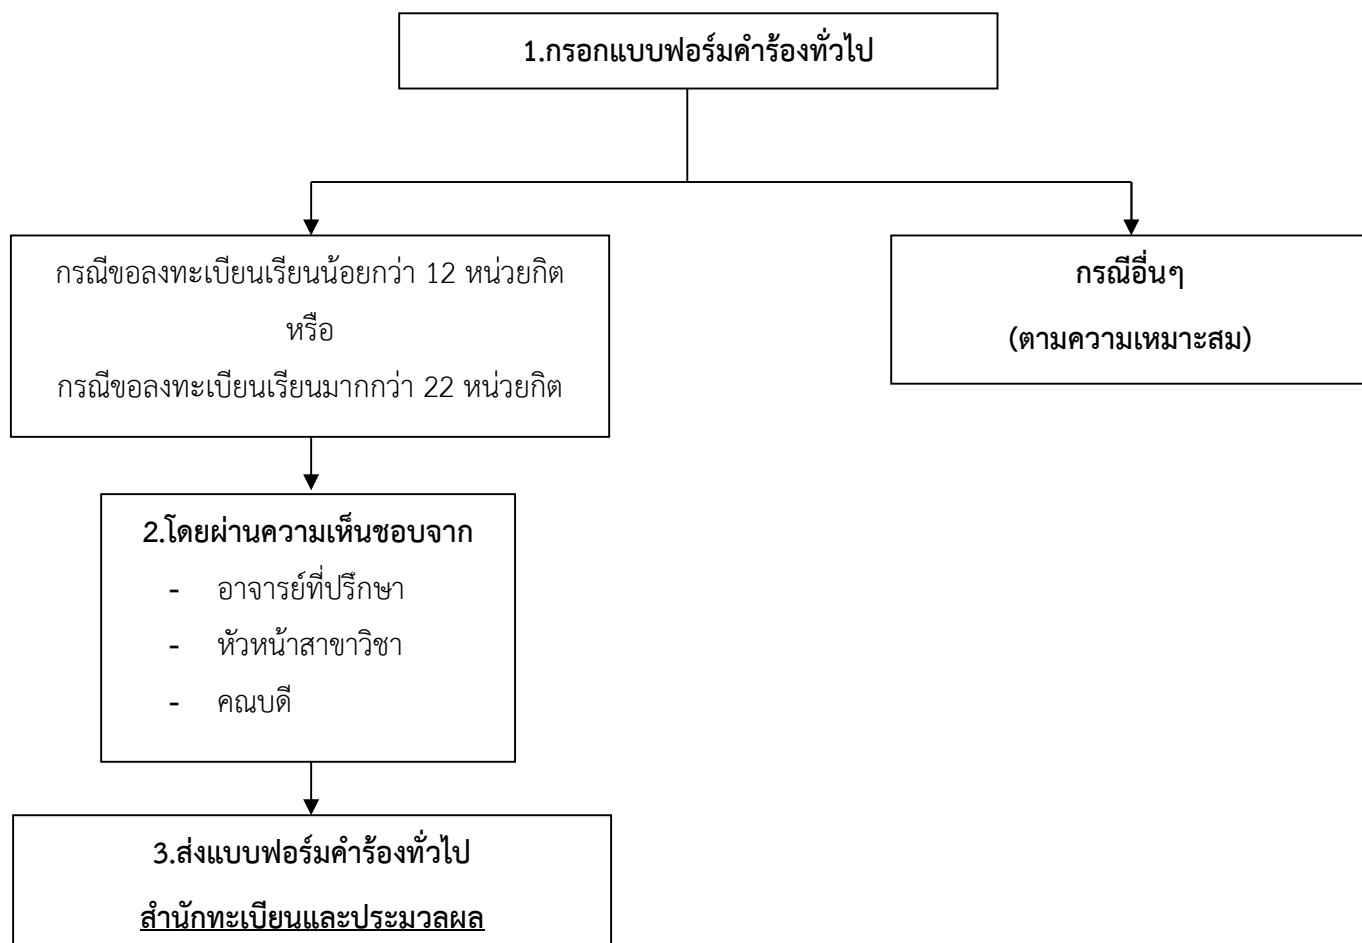 1.กรอกแบบฟอร์มคำร้องทั่วไป
กรณีขอลงทะเบียนเรียนน้อยกว่า 12 หน่วยกิต
หรือ
กรณีขอลงทะเบียนเรียนมากกว่า 22 หน่วยกิต
กรณีอื่นๆ
(ตามความเหมาะสม)
2.โดยผ่านความเห็นชอบจาก
- อาจารย์ที่ปรึกษา
- หัวหน้าสาขาวิชา
- คณบดี
3.ส่งแบบฟอร์มคำร้องทั่วไป
สำนักทะเบียนและประมวลผล